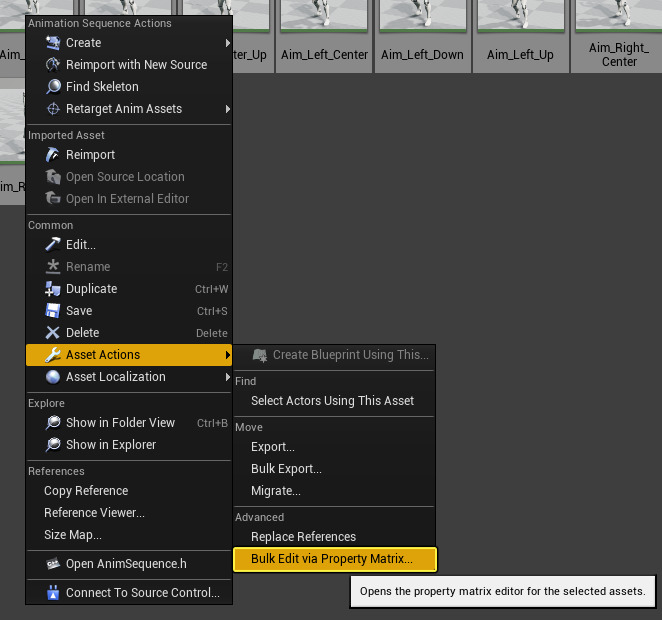 Animation Sequence Actions
Create
Reimport with New Source
Find Skeleton
Retarget Anim Assets
Imported Asset
Reimport
Open Source Location
Open In External Editor
Common
Edit...
Rename F2
Duplicate Ctrl+W
Save Ctrl+S
Delete Delete
Asset Actions
Asset Localization
Explore
Show in Folder View Ctrl+B
Show in Explorer
References
Copy Reference
Reference Viewer...
Size Map...
Open AnimSequence.h
Connect To Source Control...
Create Blueprint Using This...
Find
Select Actors Using This Asset
Move
Export...
Bulk Export...
Migrate...
Advanced
Replace References
Bulk Edit via Property Matrix...
Opens the property matrix editor for the selected assets.
Aim_Left_Center
Aim_Left_Down
Aim_Left_Up
Aim_Right_
Center